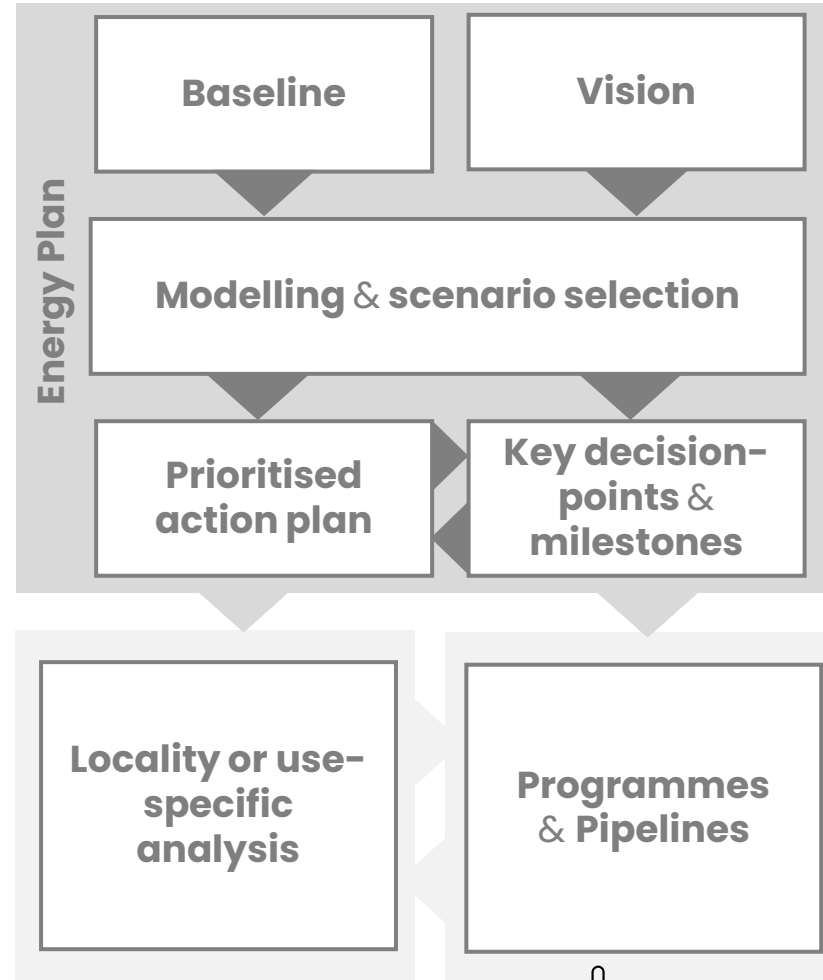 Baseline
Vision
Energy Plan
Modelling & scenario selection
Prioritised
action plan
Key decision-
points &
milestones
Locality or use-
specific
analysis
Programmes
& Pipelines